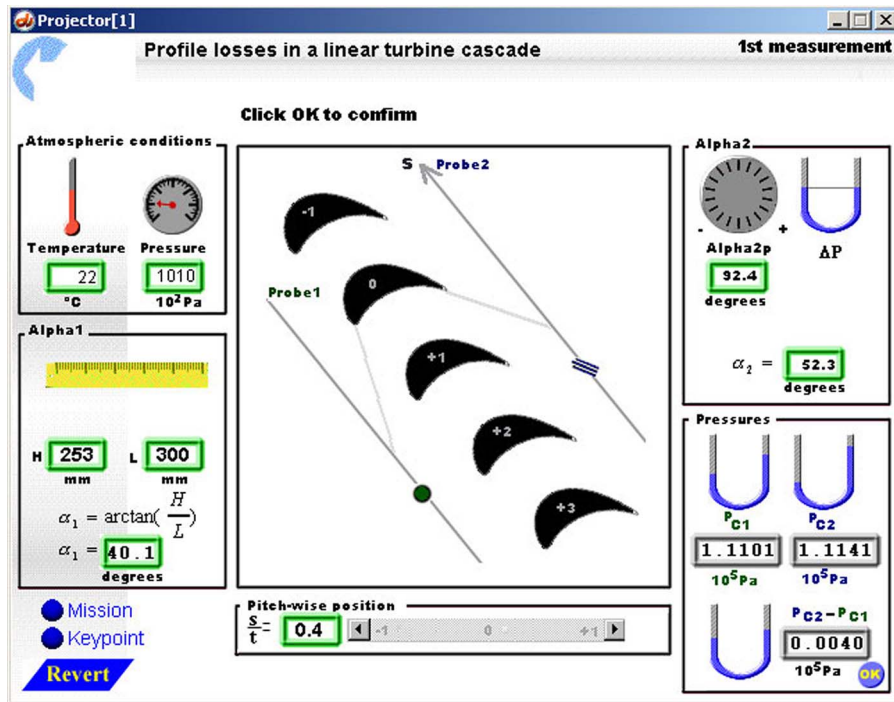 Projector[1]
Profile losses in a linear turbine cascade
1st measurement
Click OK to confirm
Atmospheric conditions
Temperature
Pressure
22
1010
°C
10²Pa
Alpha1
H 253
L 300
mm
mm
α₁ = arctan( H/L )
α₁ = 40.1
degrees
Mission
Keypoint
Revert
S
Probe2
Probe1
-1
0
+1
+2
+3
Pitch-wise position
s/t = 0.4
-1 0 +1
Alpha2
- +
Alpha2p
ΔP
92.4
degrees
α₂ = 52.3
degrees
Pressures
PC1
PC2
1.1101
1.1141
10⁵Pa
10⁵Pa
PC2-PC1
0.0040
10⁵Pa
OK